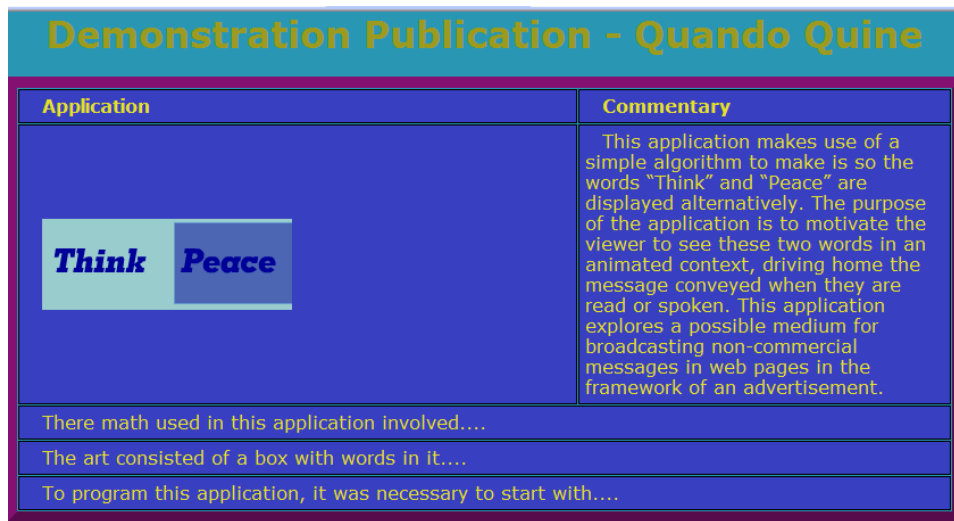 Demonstration Publication - Quando Quine
Application
Commentary
Think Peace
This application makes use of a
simple algorithm to make is so the
words “Think” and “Peace” are
displayed alternatively. The purpose
of the application is to motivate the
viewer to see these two words in an
animated context, driving home the
message conveyed when they are
read or spoken. This application
explores a possible medium for
broadcasting non-commercial
messages in web pages in the
framework of an advertisement.
There math used in this application involved....
The art consisted of a box with words in it....
To program this application, it was necessary to start with....